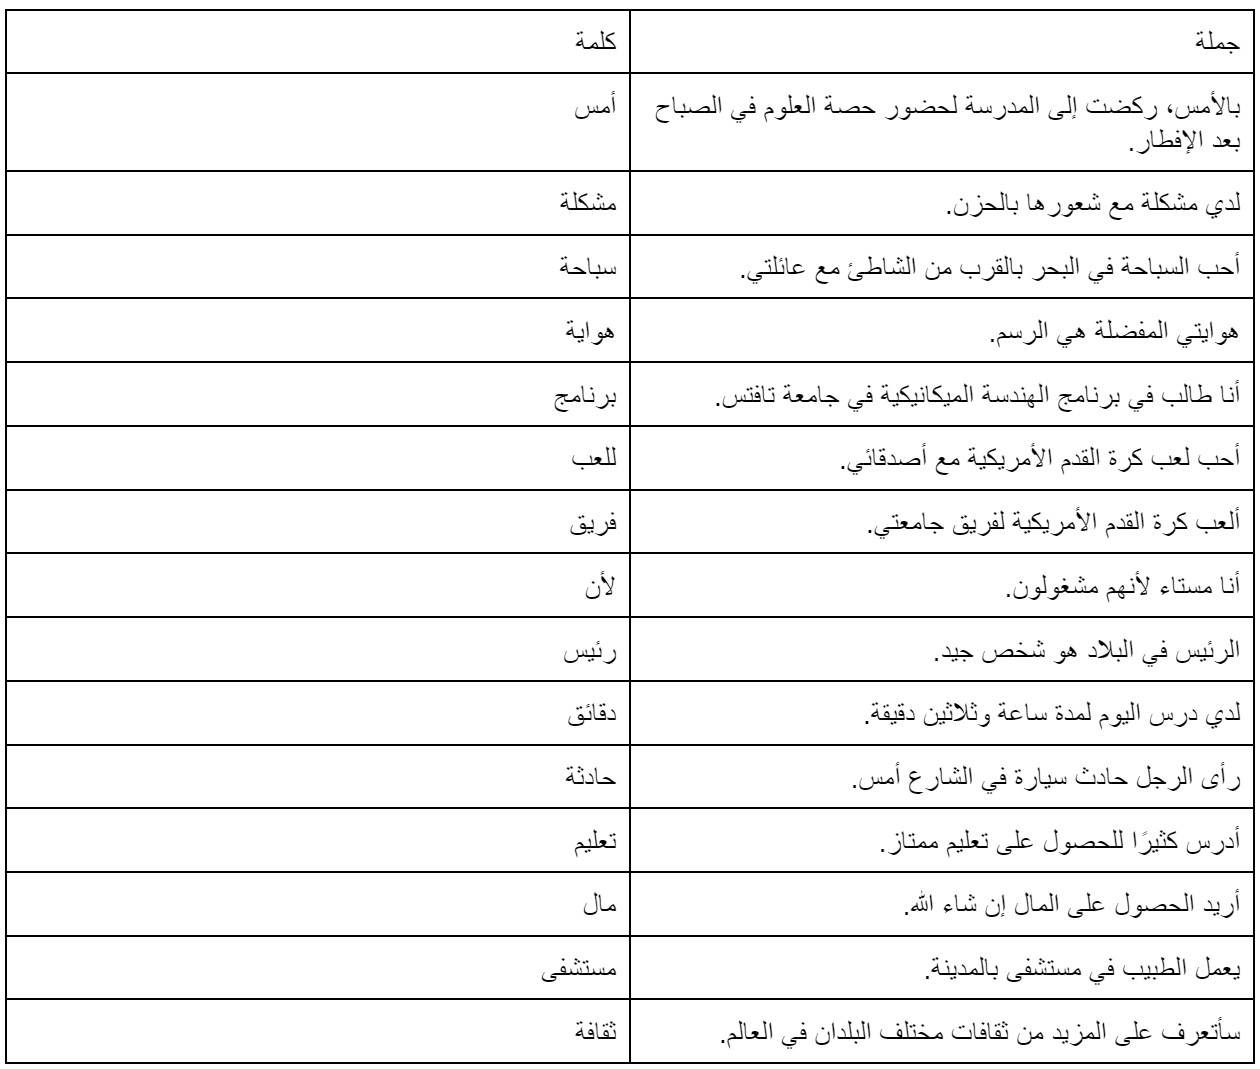 جملة
كلمة
بالأمس، ركضت إلى المدرسة لحضور حصة العلوم في الصباح
بعد الإفطار.
أمس
لدي مشكلة مع شعورها بالحزن.
مشكلة
أحب السباحة في البحر بالقرب من الشاطئ مع عائلتي.
سباحة
هوايتي المفضلة هي الرسم.
هواية
أنا طالب في برنامج الهندسة الميكانيكية في جامعة تافتس.
برنامج
أحب لعب كرة القدم الأمريكية مع أصدقائي.
للعب
ألعب كرة القدم الأمريكية لفريق جامعتي.
فريق
أنا مستاء لأنهم مشغولون.
لأن
الرئيس في البلاد هو شخص جيد.
رئيس
لدي درس اليوم لمدة ساعة وثلاثين دقيقة.
دقائق
رأى الرجل حادث سيارة في الشارع أمس.
حادثة
أدرس كثيرًا للحصول على تعليم ممتاز.
تعليم
أريد الحصول على المال إن شاء الله.
مال
يعمل الطبيب في مستشفى بالمدينة.
مستشفى
سأتعرف على المزيد من ثقافات مختلف البلدان في العالم.
ثقافة